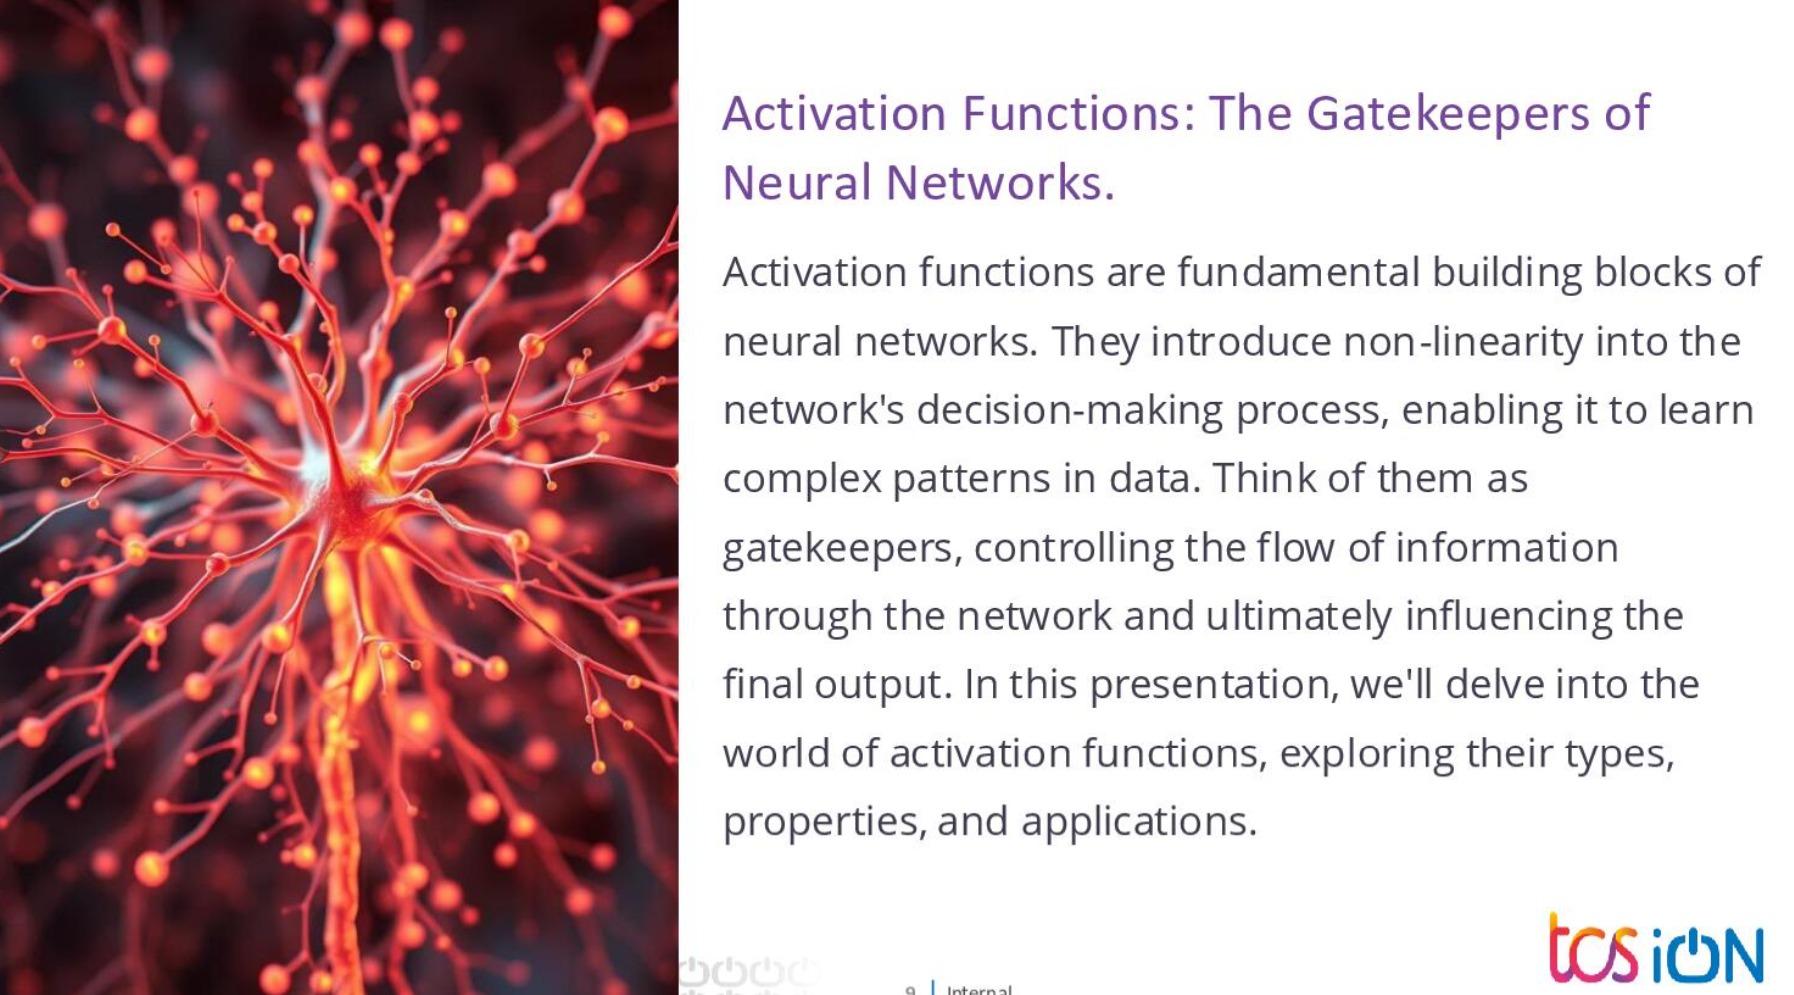 Activation Functions: The Gatekeepers of
Neural Networks.
Activation functions are fundamental building blocks of
neural networks. They introduce non-linearity into the
network's decision-making process, enabling it to learn
complex patterns in data. Think of them as
gatekeepers, controlling the flow of information
through the network and ultimately influencing the
final output. In this presentation, we'll delve into the
world of activation functions, exploring their types,
properties, and applications.
tcs iON
9 Internal